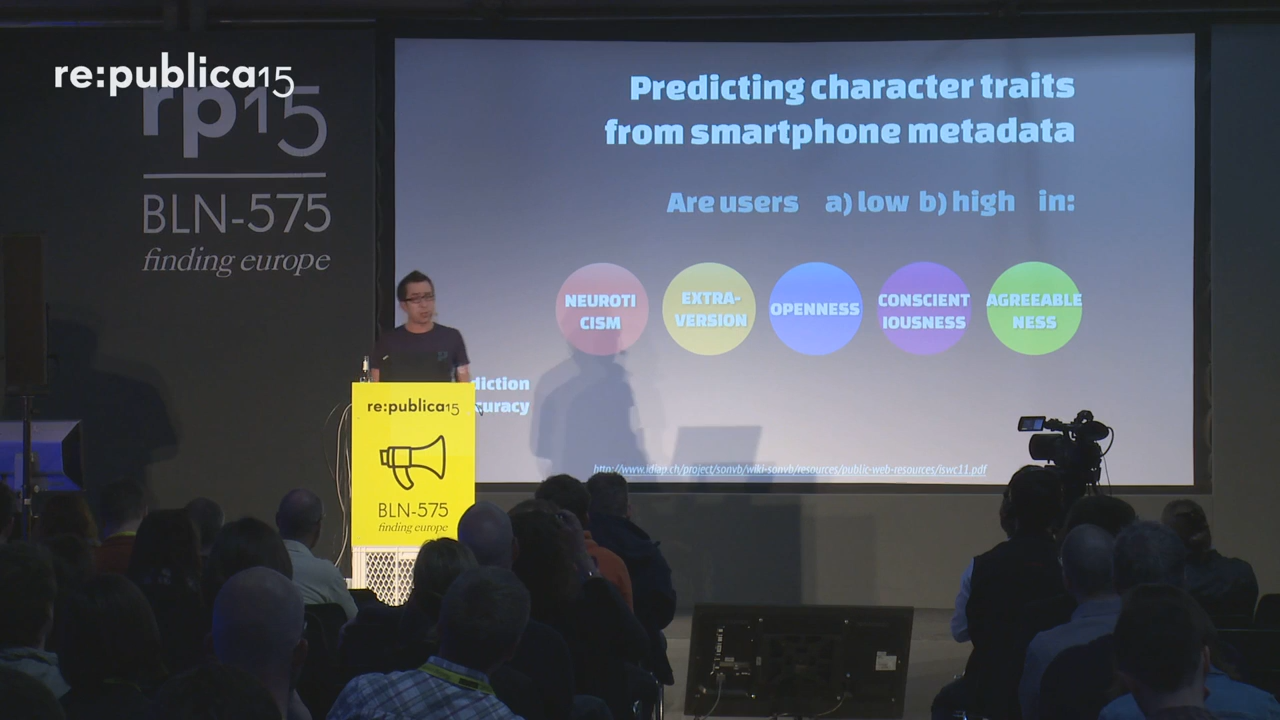 re:publica15
rp15
BLN-575
finding europe
Predicting character traits
from smartphone metadata
Are users a) low b) high in:
NEUROTI
CISM
EXTRA-
VERSION
OPENNESS
CONSCIENT
IOUSNESS
AGREEABLE
NESS
diction
curacy
http://www.idiap.ch/project/sonvb/wiki-sonvb/resources/public-web-resources/iswc11.pdf
re:publica15
BLN-575
finding europe